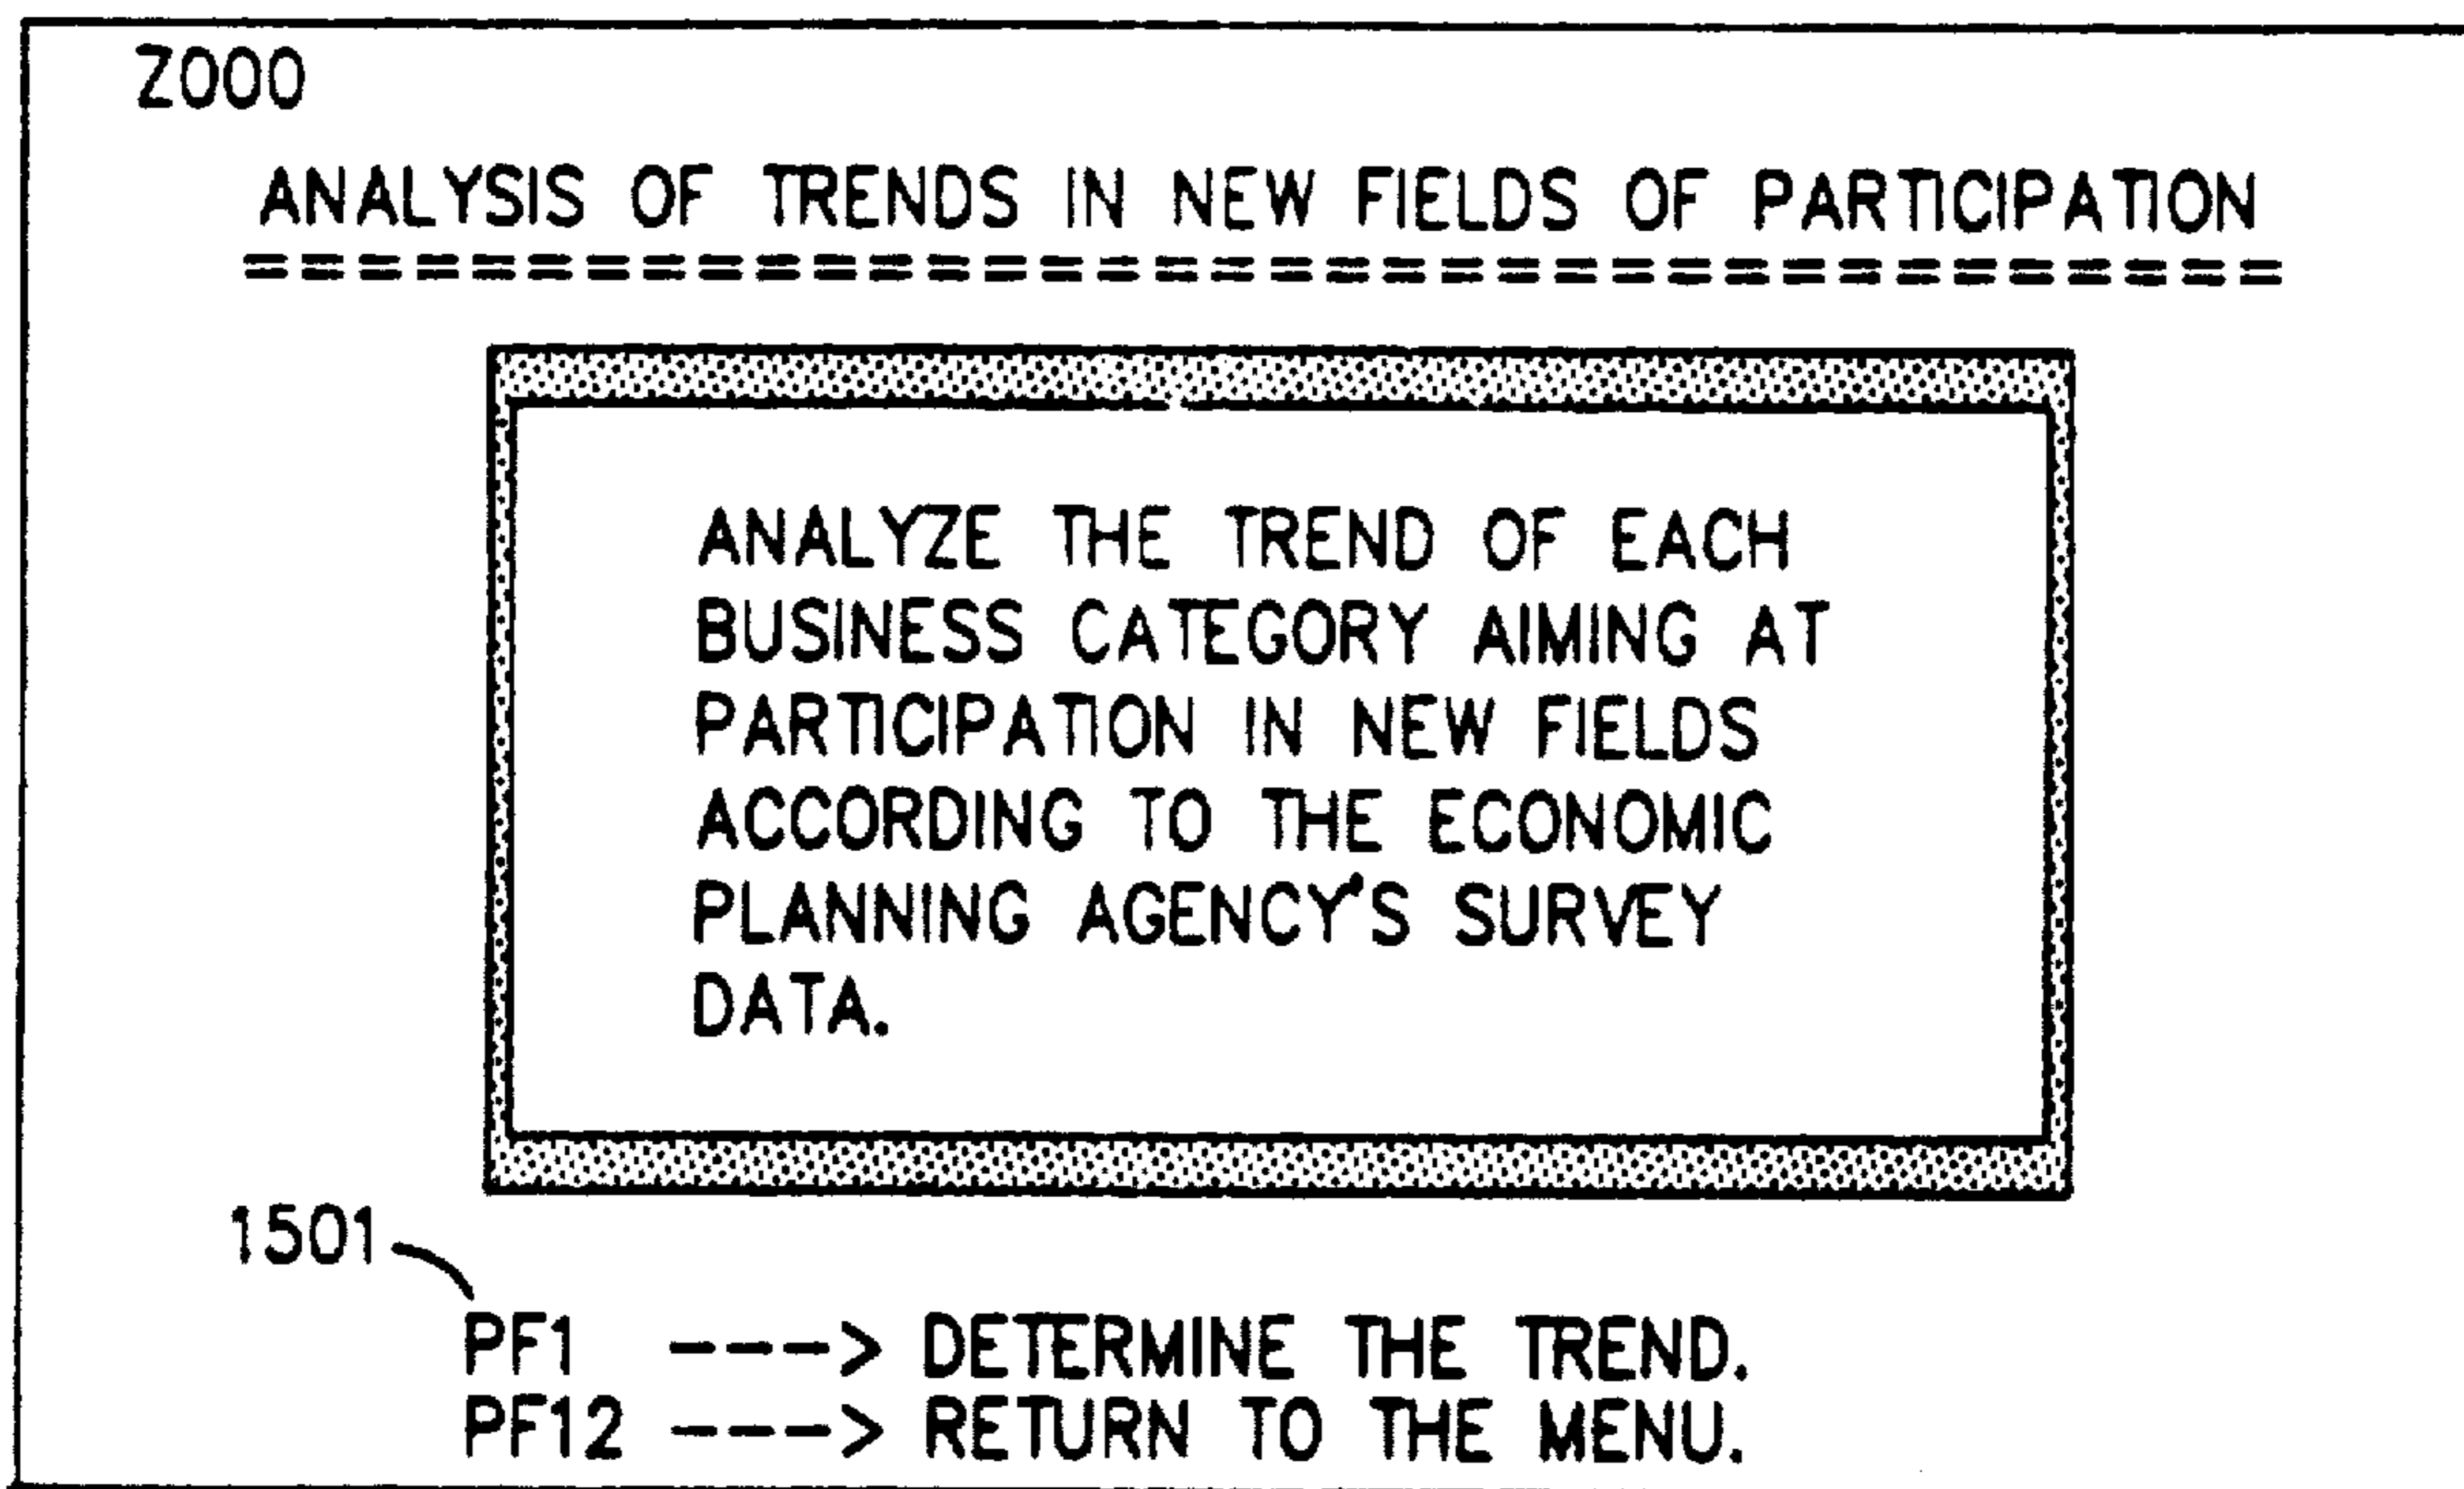 Z000
ANALYSIS OF TRENDS IN NEW FIELDS OF PARTICIPATION
====================================
ANALYZE THE TREND OF EACH
BUSINESS CATEGORY AIMING AT
PARTICIPATION IN NEW FIELDS
ACCORDING TO THE ECONOMIC
PLANNING AGENCY'S SURVEY
DATA.
1501
PF1 ---> DETERMINE THE TREND.
PF12 ---> RETURN TO THE MENU.